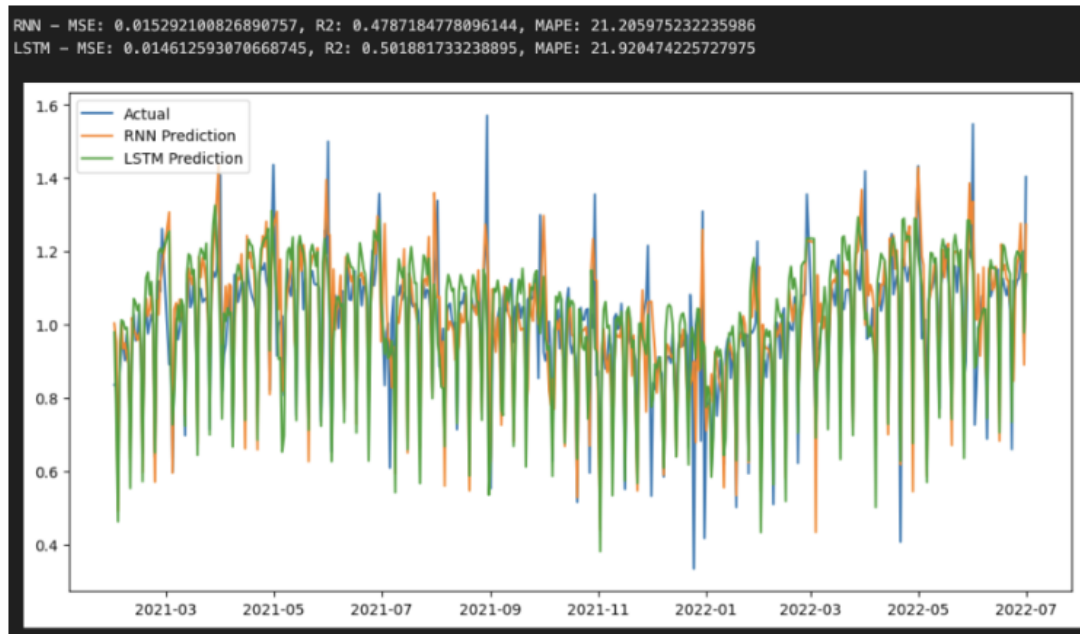 RNN – MSE: 0.015292100826890757, R2: 0.4787184778096144, MAPE: 21.205975232235986
LSTM – MSE: 0.014612593070668745, R2: 0.501881733238895, MAPE: 21.920474225727975
Actual
RNN Prediction
LSTM Prediction
1.6
1.4
1.2
1.0
0.8
0.6
0.4
2021-03 2021-05 2021-07 2021-09 2021-11 2022-01 2022-03 2022-05 2022-07